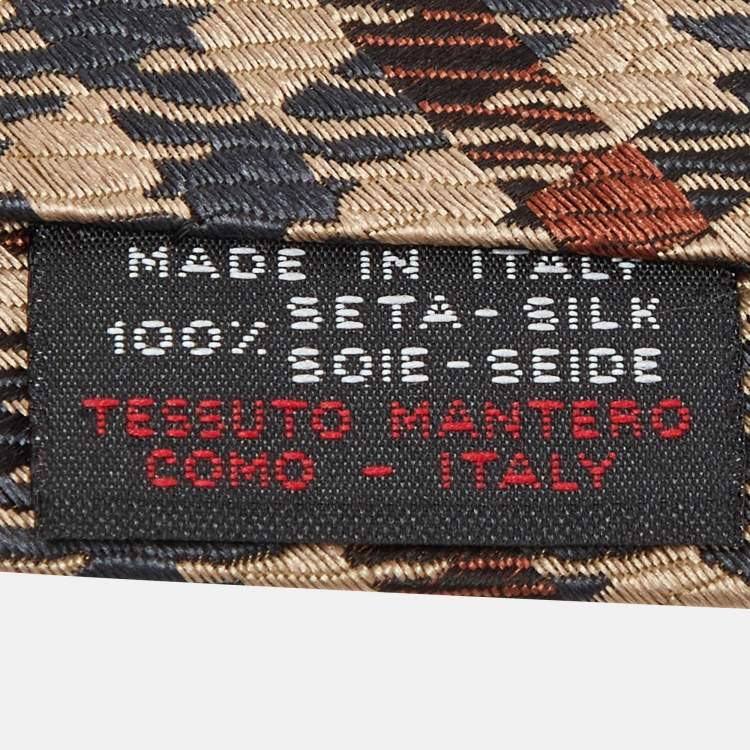 MADE IN ITALY
100% SETA-SILK
SOIE-SEIDE
TESSUTO MANTERO
COMO - ITALY